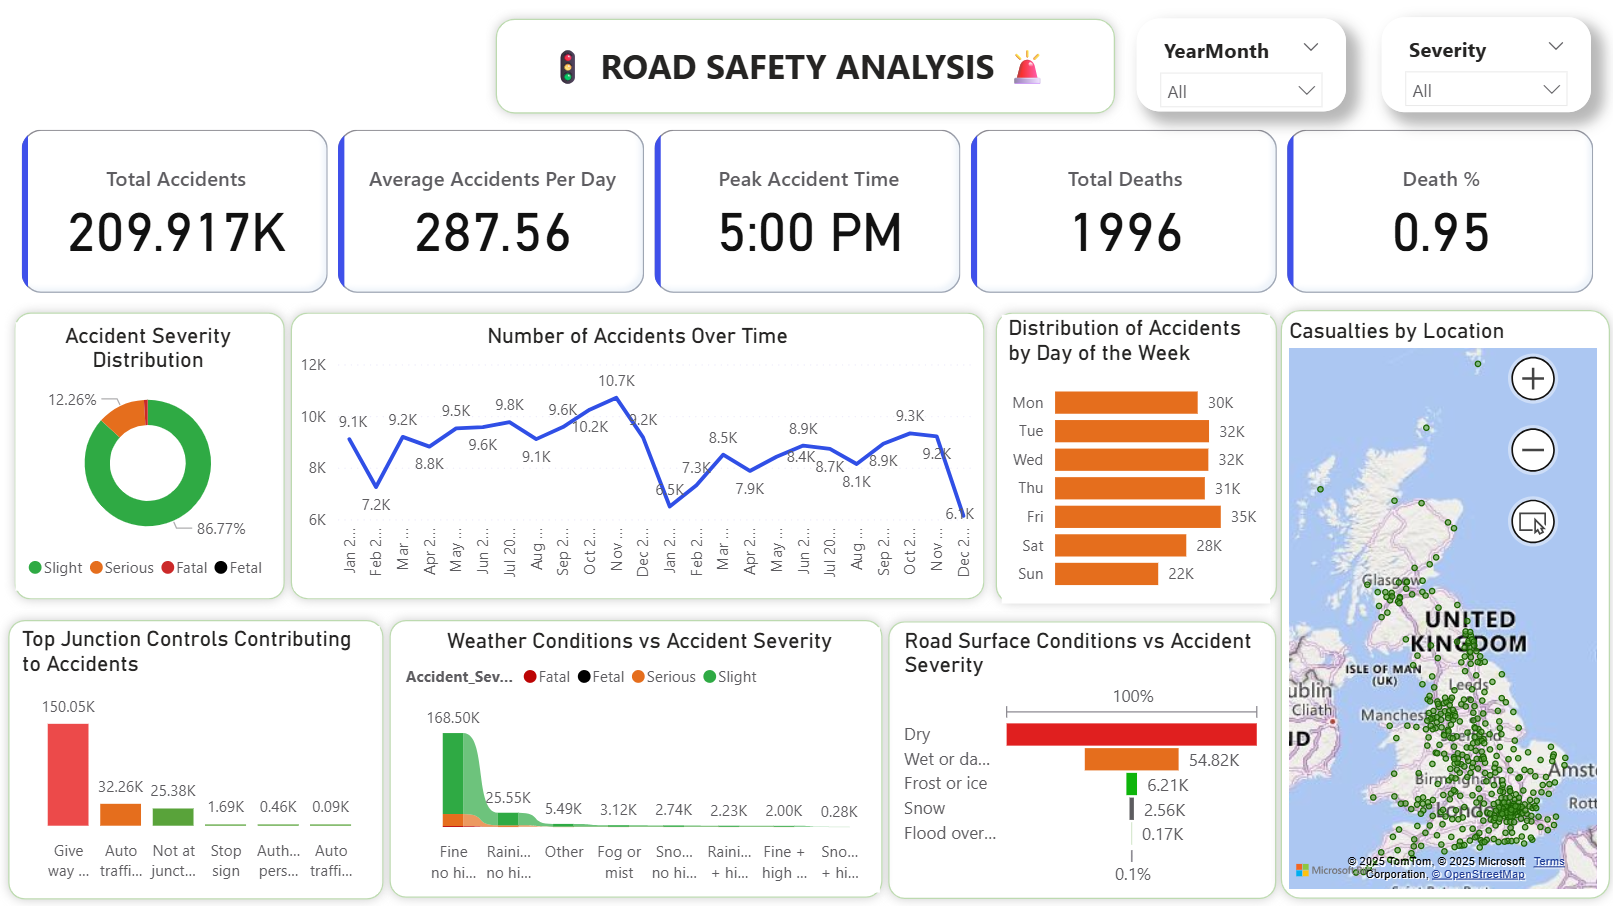 ROAD SAFETY ANALYSIS
YearMonth
All
Severity
All
Total Accidents
209.917K
Average Accidents Per Day
287.56
Peak Accident Time
5:00 PM
Total Deaths
1996
Death %
0.95
Accident Severity
Distribution
12.26%
86.77%
Slight Serious Fatal Fetal
Number of Accidents Over Time
12K
10K
8K
6K
9.1K
7.2K
9.2K
8.8K
9.5K
9.6K
9.8K
9.1K
9.6K
10.2K
10.7K
9.2K
6.5K
7.3K
8.5K
7.9K
8.4K
8.9K
8.7K
8.1K
8.9K
9.3K
9.2K
6.1K
Jan 2...
Feb 2...
Mar ...
Apr 2...
May ...
Jun 2...
Jul 20...
Aug ...
Sep 2...
Oct 2...
Nov ...
Dec 2...
Jan 2...
Feb 2...
Mar ...
Apr 2...
May ...
Jun 2...
Jul 20...
Aug ...
Sep 2...
Oct 2...
Nov ...
Dec 2...
Distribution of Accidents
by Day of the Week
Mon 30K
Tue 32K
Wed 32K
Thu 31K
Fri 35K
Sat 28K
Sun 22K
Casualties by Location
Glasgow
UNITED
KINGDOM
ISLE OF MAN
(UK)
Leeds
ublin
Cliath
Manches
ND
Birmingham
London
Amste
Rott
Microsoft
© 2025 TomTom, © 2025 Microsoft Terms
Corporation, © OpenStreetMap
Top Junction Controls Contributing
to Accidents
150.05K
32.26K
25.38K
1.69K
0.46K
0.09K
Give
way ...
Auto
traffi...
Not at
junct...
Stop
sign
Auth...
pers...
Auto
traffi...
Weather Conditions vs Accident Severity
Accident_Sev... Fatal Fetal Serious Slight
168.50K
25.55K
5.49K
3.12K
2.74K
2.23K
2.00K
0.28K
Fine
no hi...
Raini...
no hi...
Other
Fog or
mist
Sno...
no hi...
Raini...
+ hi...
Fine +
high ...
Sno...
+ hi...
Road Surface Conditions vs Accident
Severity
100%
Dry
Wet or da... 54.82K
Frost or ice 6.21K
Snow 2.56K
Flood over... 0.17K
0.1%